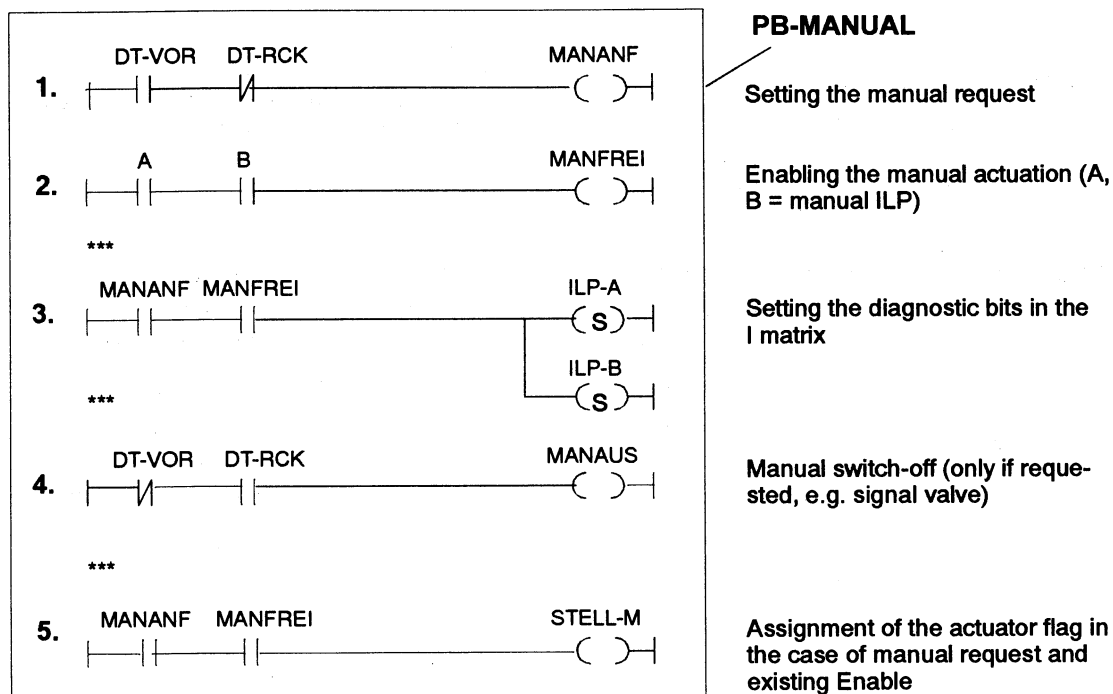 PB-MANUAL
DT-VOR DT-RCK MANANF
1.
Setting the manual request
A B MANFREI
2.
Enabling the manual actuation (A,
B = manual ILP)
***
MANANF MANFREI ILP-A
3.
S
Setting the diagnostic bits in the
I matrix
ILP-B
S
***
DT-VOR DT-RCK MANAUS
4.
Manual switch-off (only if reque-
sted, e.g. signal valve)
***
MANANF MANFREI STELL-M
5.
Assignment of the actuator flag in
the case of manual request and
existing Enable